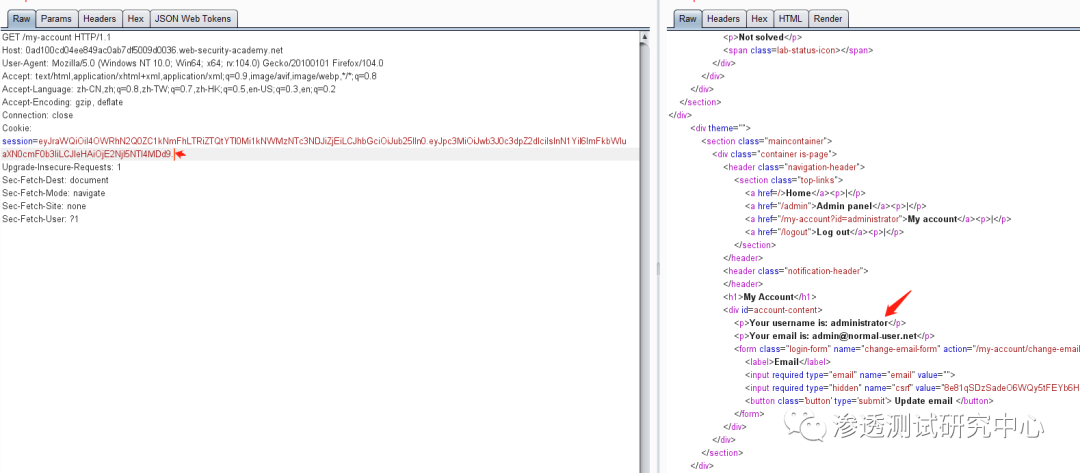 Raw Params Headers Hex JSON Web Tokens
GET /my-account HTTP/1.1
Host: 0ad100cd04ee849ac0ab7df5009d0036.web-security-academy.net
User-Agent: Mozilla/5.0 (Windows NT 10.0; Win64; x64; rv:104.0) Gecko/20100101 Firefox/104.0
Accept: text/html,application/xhtml+xml,application/xml;q=0.9,image/avif,image/webp,*/*;q=0.8
Accept-Language: zh-CN,zh;q=0.8,zh-TW;q=0.7,zh-HK;q=0.5,en-US;q=0.3,en;q=0.2
Accept-Encoding: gzip, deflate
Connection: close
Cookie:
Upgrade-Insecure-Requests: 1
Sec-Fetch-Dest: document
Sec-Fetch-Mode: navigate
Sec-Fetch-Site: none
Sec-Fetch-User: ?1
Raw Headers Hex HTML Render
<p>Not solved</p>
<span class=lab-status-icon></span>
</div>
</div>
</div>
</section>
</div>
<div theme="">
<section class="maincontainer">
<div class="container is-page">
<header class="navigation-header">
<section class="top-links">
<a href=/>Home</a><p>|</p>
<a href="/admin">Admin panel</a><p>|</p>
<a href="/my-account?id=administrator">My account</a><p>|</p>
<a href="/logout">Log out</a><p>|</p>
</section>
</header>
<header class="notification-header">
</header>
<h1>My Account</h1>
<div id=account-content>
<p>Your username is: administrator</p>
<p>Your email is: admin@normal-user.net</p>
<form class="login-form" name="change-email-form" action="/my-account/change-email
<label>Email</label>
<input required type="email" name="email" value="">
<input required type="hidden" name="csrf" value="8e81qSDzSadeO6WQy5tFEYb6H
<button class='button' type='submit'> Update email </button>
</form>
</div>
</div>
</section>
</div>
渗透测试研究中心